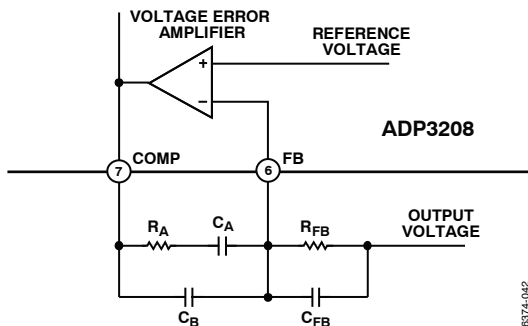 VOLTAGE ERROR
AMPLIFIER
REFERENCE
VOLTAGE
+
−
ADP3208
7 COMP
6 FB
RA
CA
RFB
OUTPUT
VOLTAGE
CB
CFB
06374-042